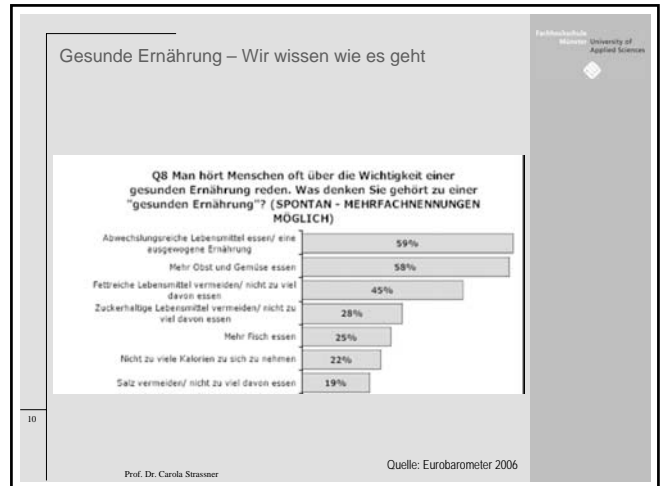 Fachhochschule
Münster University of
Applied Sciences
Gesunde Ernährung – Wir wissen wie es geht
Q8 Man hört Menschen oft über die Wichtigkeit einer
gesunden Ernährung reden. Was denken Sie gehört zu einer
"gesunden Ernährung"? (SPONTAN - MEHRFACHNENNUNGEN
MÖGLICH)
Abwechslungsreiche Lebensmittel essen/ eine
ausgewogene Ernährung
59%
Mehr Obst und Gemüse essen
58%
Fettreiche Lebensmittel vermeiden/ nicht zu viel
davon essen
45%
Zuckerhaltige Lebensmittel vermeiden/ nicht zu
viel davon essen
28%
Mehr Fisch essen
25%
Nicht zu viele Kalorien zu sich zu nehmen
22%
Salz vermeiden/ nicht zu viel davon essen
19%
10
Quelle: Eurobarometer 2006
Prof. Dr. Carola Strassner